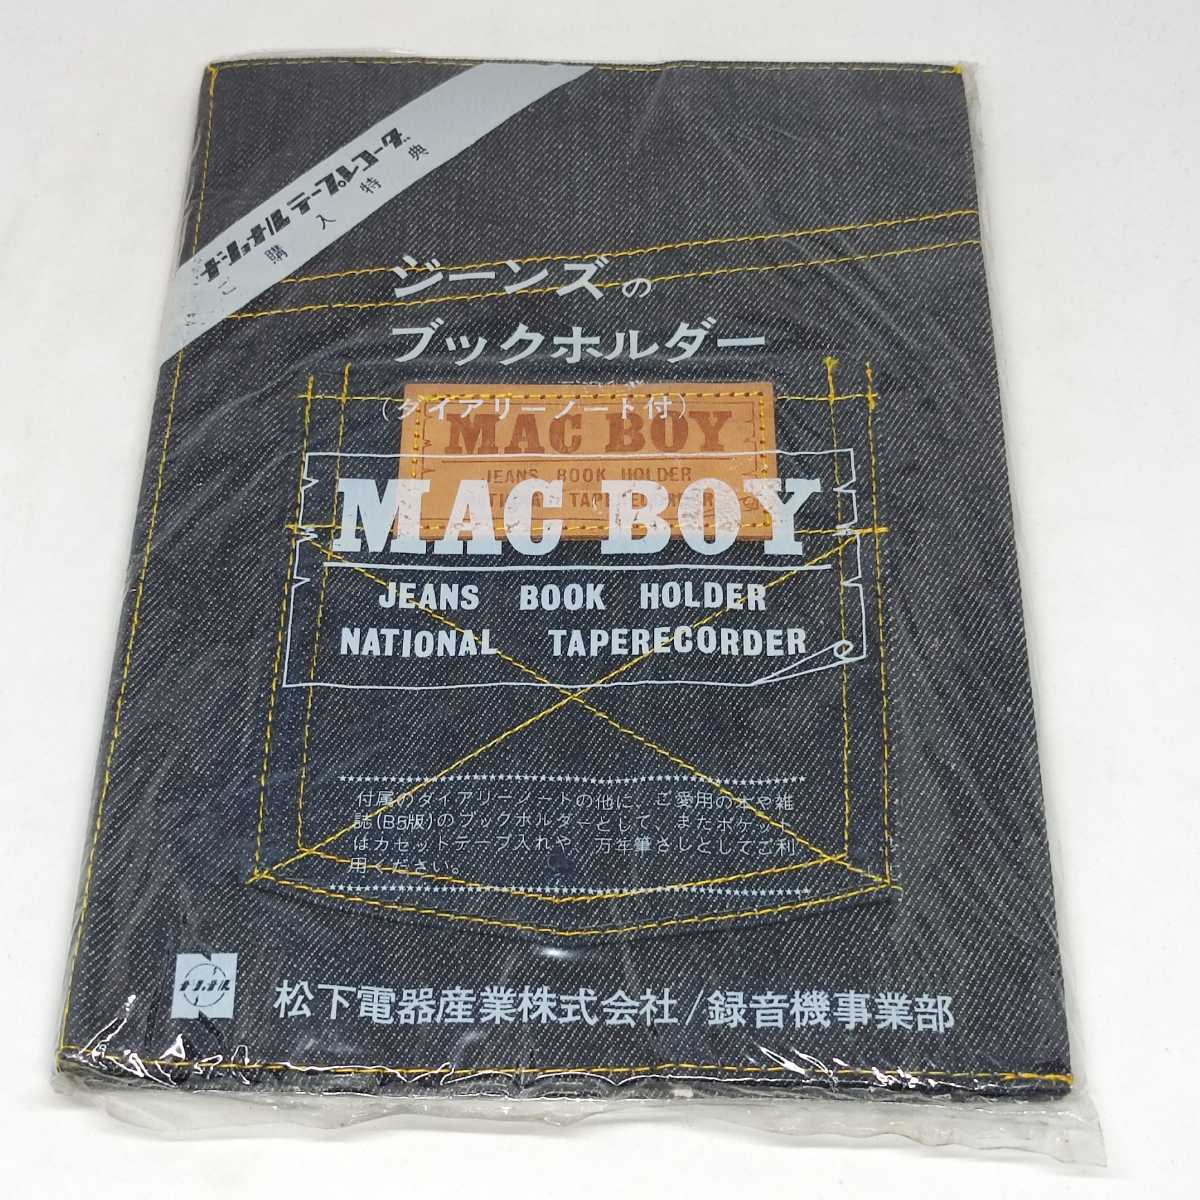 ナショナル テープレコーダ
ご購入特典
ジーンズの
ブックホルダー
(ダイアリーノート付)
MAC BOY
JEANS BOOK HOLDER
TAPERECORDER
MAC BOY
JEANS BOOK HOLDER
NATIONAL TAPERECORDER
付属のダイアリーノートの他に、ご愛用の本や雑
誌(B5版)のブックホルダーとして、またポケット
はカセットテープ入れや、万年筆さしとしてご利
用ください。
ナショナル
松下電器産業株式会社/録音機事業部